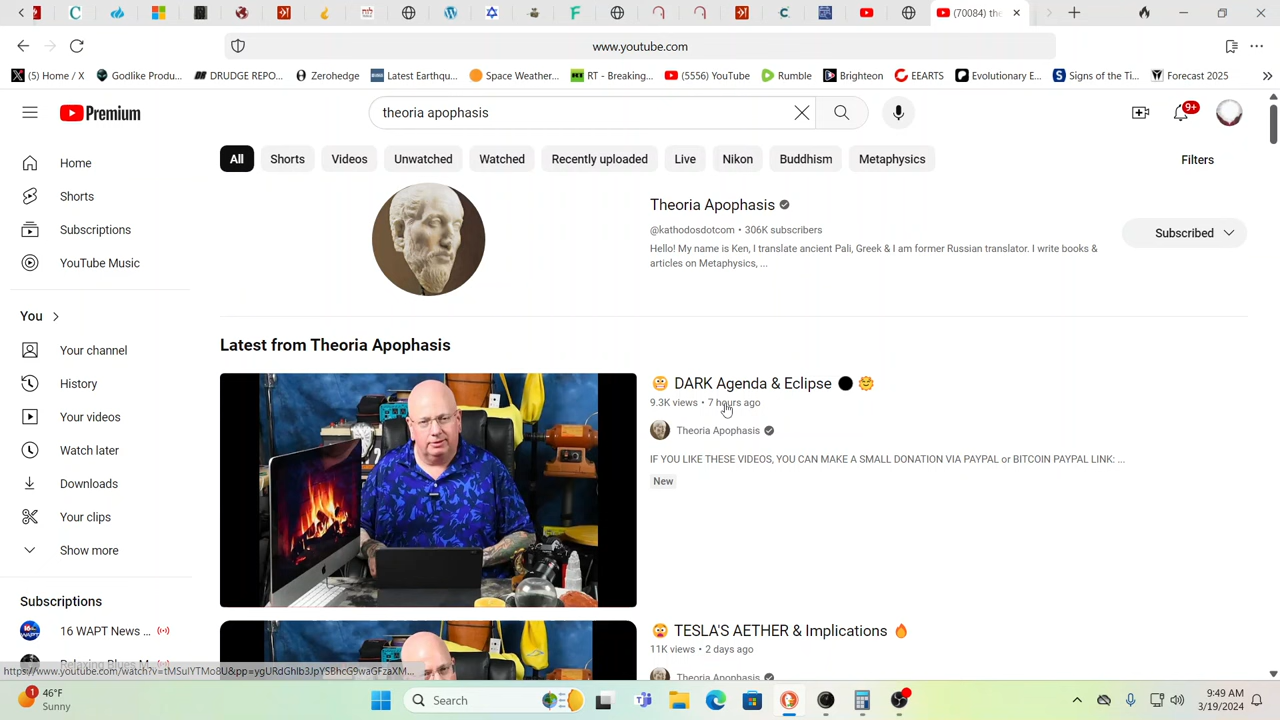 (70084) the
www.youtube.com
(5) Home / X
Godlike Produ...
DRUDGE REPO...
Zerohedge
Latest Earthqu...
Space Weather...
RT - Breaking...
(5556) YouTube
Rumble
Brighteon
EEARTS
Evolutionary E...
Signs of the Ti...
Forecast 2025
Premium
theoria apophasis
9+
All
Shorts
Videos
Unwatched
Watched
Recently uploaded
Live
Nikon
Buddhism
Metaphysics
Filters
Home
Shorts
Subscriptions
YouTube Music
You
Your channel
History
Your videos
Watch later
Downloads
Your clips
Show more
Subscriptions
16 WAPT News ...
Relaxing Blues M...
Theoria Apophasis
@kathodosdotcom • 306K subscribers
Hello! My name is Ken, I translate ancient Pali, Greek & I am former Russian translator. I write books &
articles on Metaphysics, ...
Subscribed
Latest from Theoria Apophasis
DARK Agenda & Eclipse
9.3K views • 7 hours ago
Theoria Apophasis
IF YOU LIKE THESE VIDEOS, YOU CAN MAKE A SMALL DONATION VIA PAYPAL or BITCOIN PAYPAL LINK: ...
New
TESLA'S AETHER & Implications
11K views • 2 days ago
Theoria Apophasis
1
46°F
Sunny
Search
9:49 AM
3/19/2024